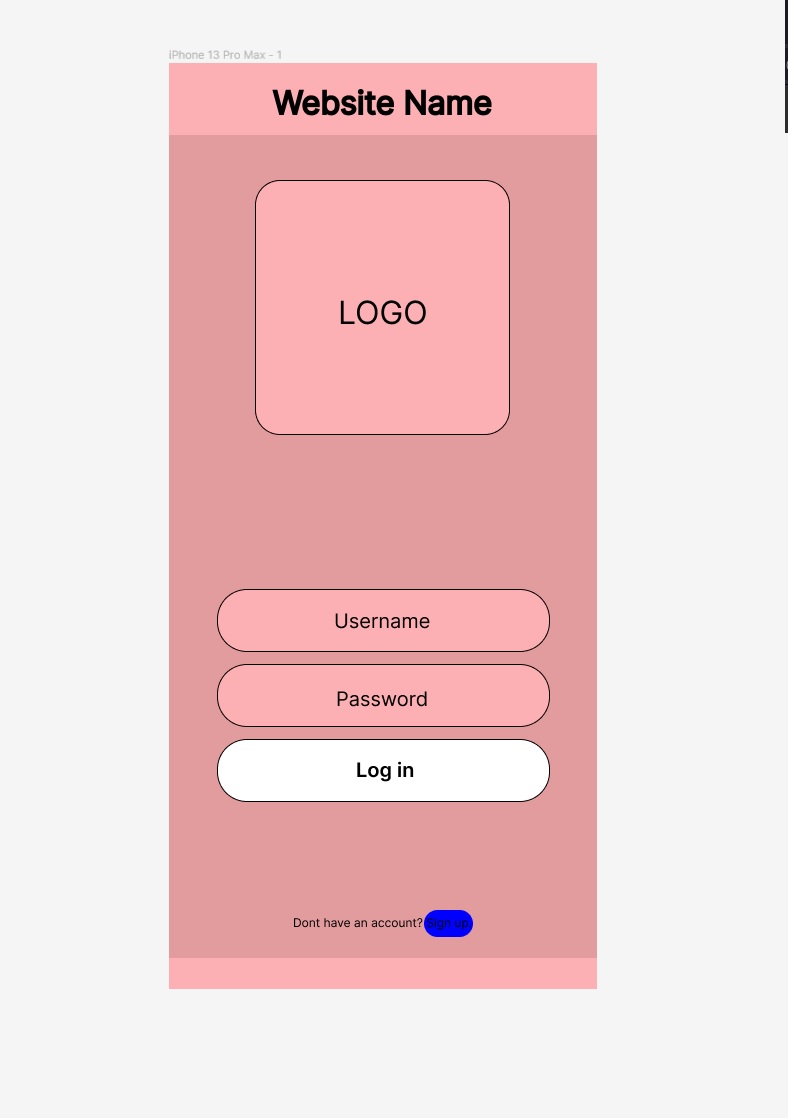 iPhone 13 Pro Max - 1
Website Name
LOGO
Username
Password
Log in
Dont have an account? Sign up